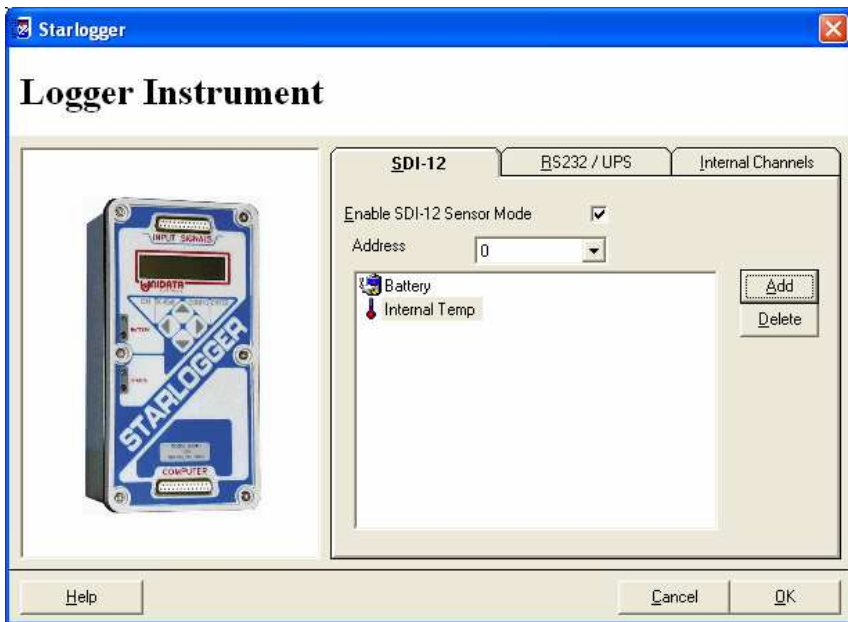 Starlogger
Logger Instrument
SDI-12
RS232 / UPS
Internal Channels
Enable SDI-12 Sensor Mode
Address
0
Battery
Internal Temp
Add
Delete
INPUT SIGNALS
UNIDATA
STARLOGGER
COMPUTER
Help
Cancel
OK